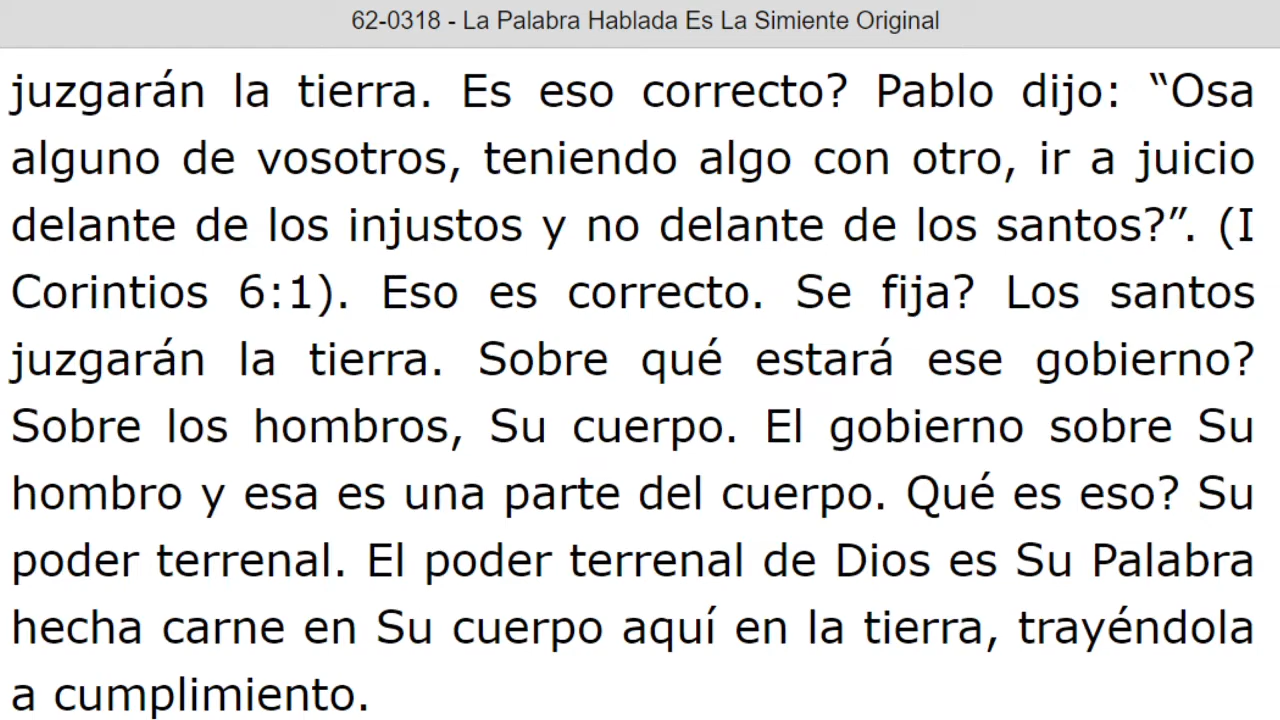 62-0318 - La Palabra Hablada Es La Simiente Original
juzgarán la tierra. Es eso correcto? Pablo dijo: “Osa
alguno de vosotros, teniendo algo con otro, ir a juicio
delante de los injustos y no delante de los santos?”. (I
Corintios 6:1). Eso es correcto. Se fija? Los santos
juzgarán la tierra. Sobre qué estará ese gobierno?
Sobre los hombros, Su cuerpo. El gobierno sobre Su
hombro y esa es una parte del cuerpo. Qué es eso? Su
poder terrenal. El poder terrenal de Dios es Su Palabra
hecha carne en Su cuerpo aquí en la tierra, trayéndola
a cumplimiento.